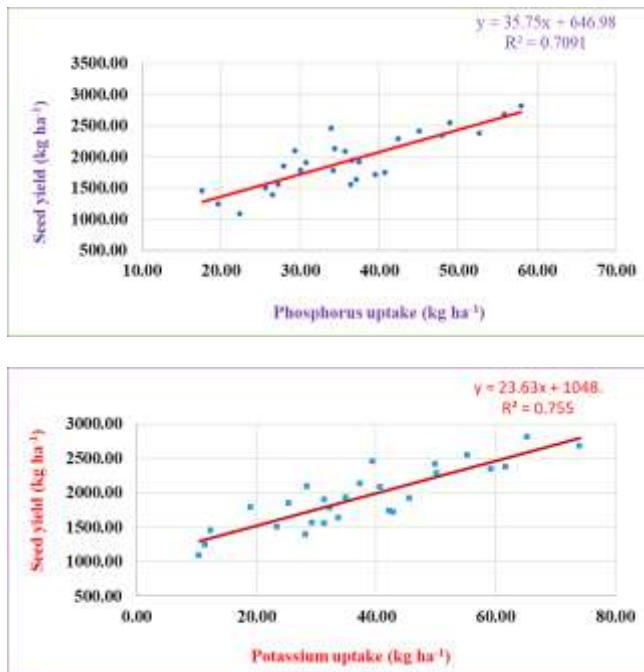 y = 35.75x + 646.98
R² = 0.7091
3500.00
3000.00
2500.00
2000.00
1500.00
1000.00
500.00
Seed yield (kg ha⁻¹)
10.00 20.00 30.00 40.00 50.00 60.00 70.00
Phosphorus uptake (kg ha⁻¹)
y = 23.63x + 1048.
R² = 0.755
3000.00
2500.00
2000.00
1500.00
1000.00
500.00
Seed yield (kg ha⁻¹)
0.00 20.00 40.00 60.00 80.00
Potassium uptake (kg ha⁻¹)